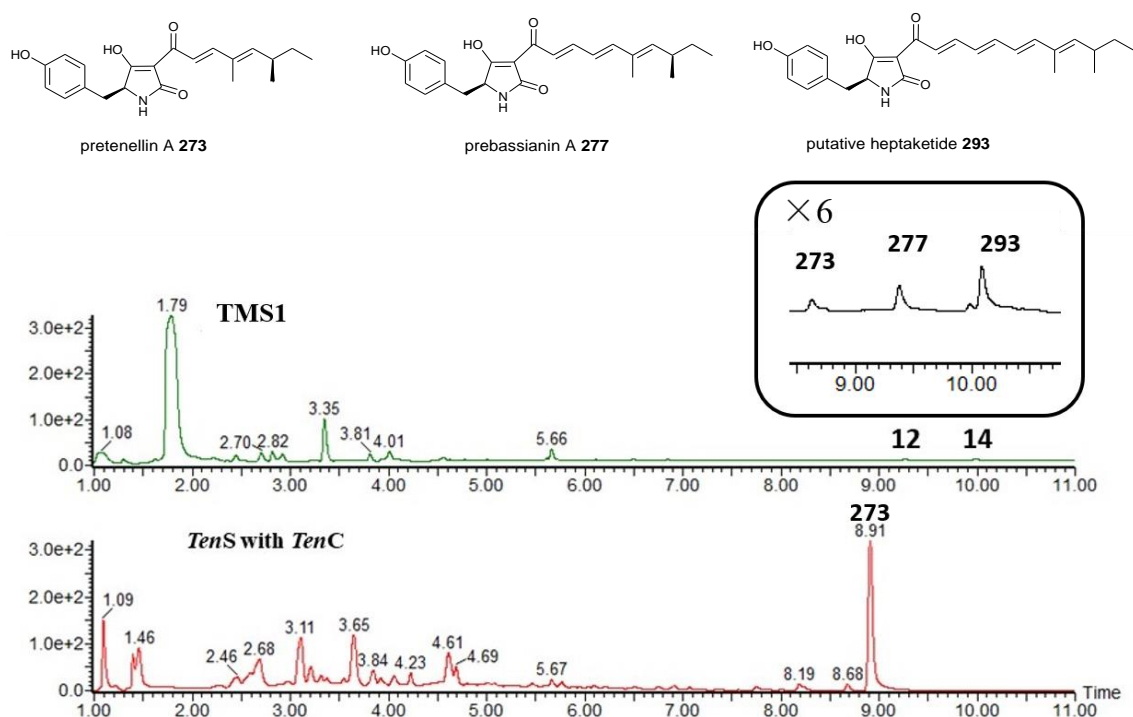 HO HO O N H O
HO HO O N H O
HO HO O N H O
pretenellin A 273
prebassianin A 277
putative heptaketide 293
×6
273 277 293
9.00 10.00
TMS1
3.0e+2
2.0e+2
1.0e+2
0.0
1.08 1.79 2.70 2.82 3.35 3.81 4.01 5.66 12 14
1.00 2.00 3.00 4.00 5.00 6.00 7.00 8.00 9.00 10.00 11.00
TenS with TenC
3.0e+2
2.0e+2
1.0e+2
0.0
1.09 1.46 2.46 2.68 3.11 3.65 3.84 4.23 4.61 4.69 5.67 8.19 8.68
273
8.91
Time
1.00 2.00 3.00 4.00 5.00 6.00 7.00 8.00 9.00 10.00 11.00